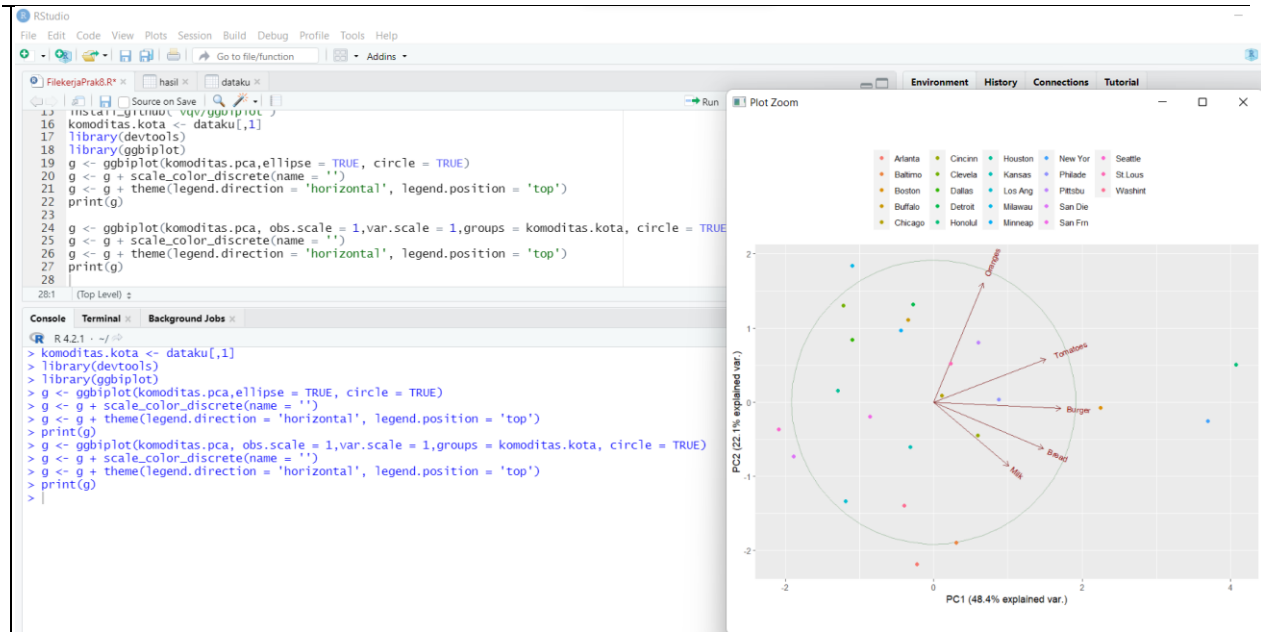 RStudio
File Edit Code View Plots Session Build Debug Profile Tools Help
Go to file/function
Addins
FilekerjaPrak8.R*
hasil
dataku
Source on Save
Run
15 install_github("vqv/ggbiplot")
16 komoditas.kota <- dataku[,1]
17 library(devtools)
18 library(ggbiplot)
19 g <- ggbiplot(komoditas.pca,ellipse = TRUE, circle = TRUE)
20 g <- g + scale_color_discrete(name = '')
21 g <- g + theme(legend.direction = 'horizontal', legend.position = 'top')
22 print(g)
23
24 g <- ggbiplot(komoditas.pca, obs.scale = 1,var.scale = 1,groups = komoditas.kota, circle = TRUE
25 g <- g + scale_color_discrete(name = '')
26 g <- g + theme(legend.direction = 'horizontal', legend.position = 'top')
27 print(g)
28
28:1 (Top Level)
Console Terminal Background Jobs
R 4.2.1 · ~/
> komoditas.kota <- dataku[,1]
> library(devtools)
> library(ggbiplot)
> g <- ggbiplot(komoditas.pca,ellipse = TRUE, circle = TRUE)
> g <- g + scale_color_discrete(name = '')
> g <- g + theme(legend.direction = 'horizontal', legend.position = 'top')
> print(g)
> g <- ggbiplot(komoditas.pca, obs.scale = 1,var.scale = 1,groups = komoditas.kota, circle = TRUE)
> g <- g + scale_color_discrete(name = '')
> g <- g + theme(legend.direction = 'horizontal', legend.position = 'top')
> print(g)
>
Environment History Connections Tutorial
Plot Zoom
Arlanta Cincinn Houston New Yor Seattle
Baltimo Clevela Kansas Philade St Lous
Boston Dallas Los Ang Pittsbu Washint
Buffalo Detroit Milawau San Die
Chicago Honolul Minneap San Frn
2
1
0
-1
-2
PC2 (22.1% explained var.)
Oranges
Tomatoes
Burger
Bread
Milk
-2 0 2 4
PC1 (48.4% explained var.)